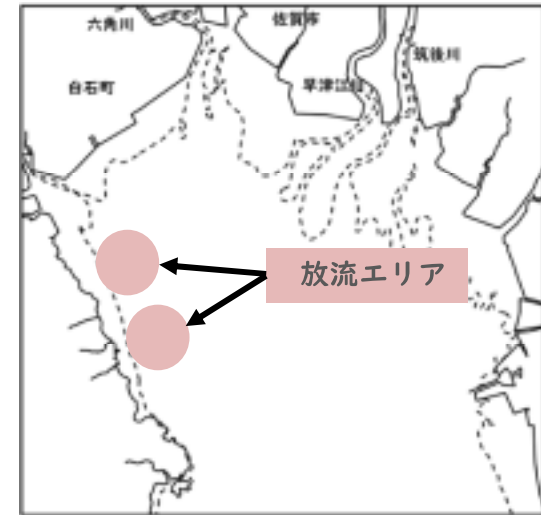 六角川
佐賀市
筑後川
白石町
早津江川
放流エリア